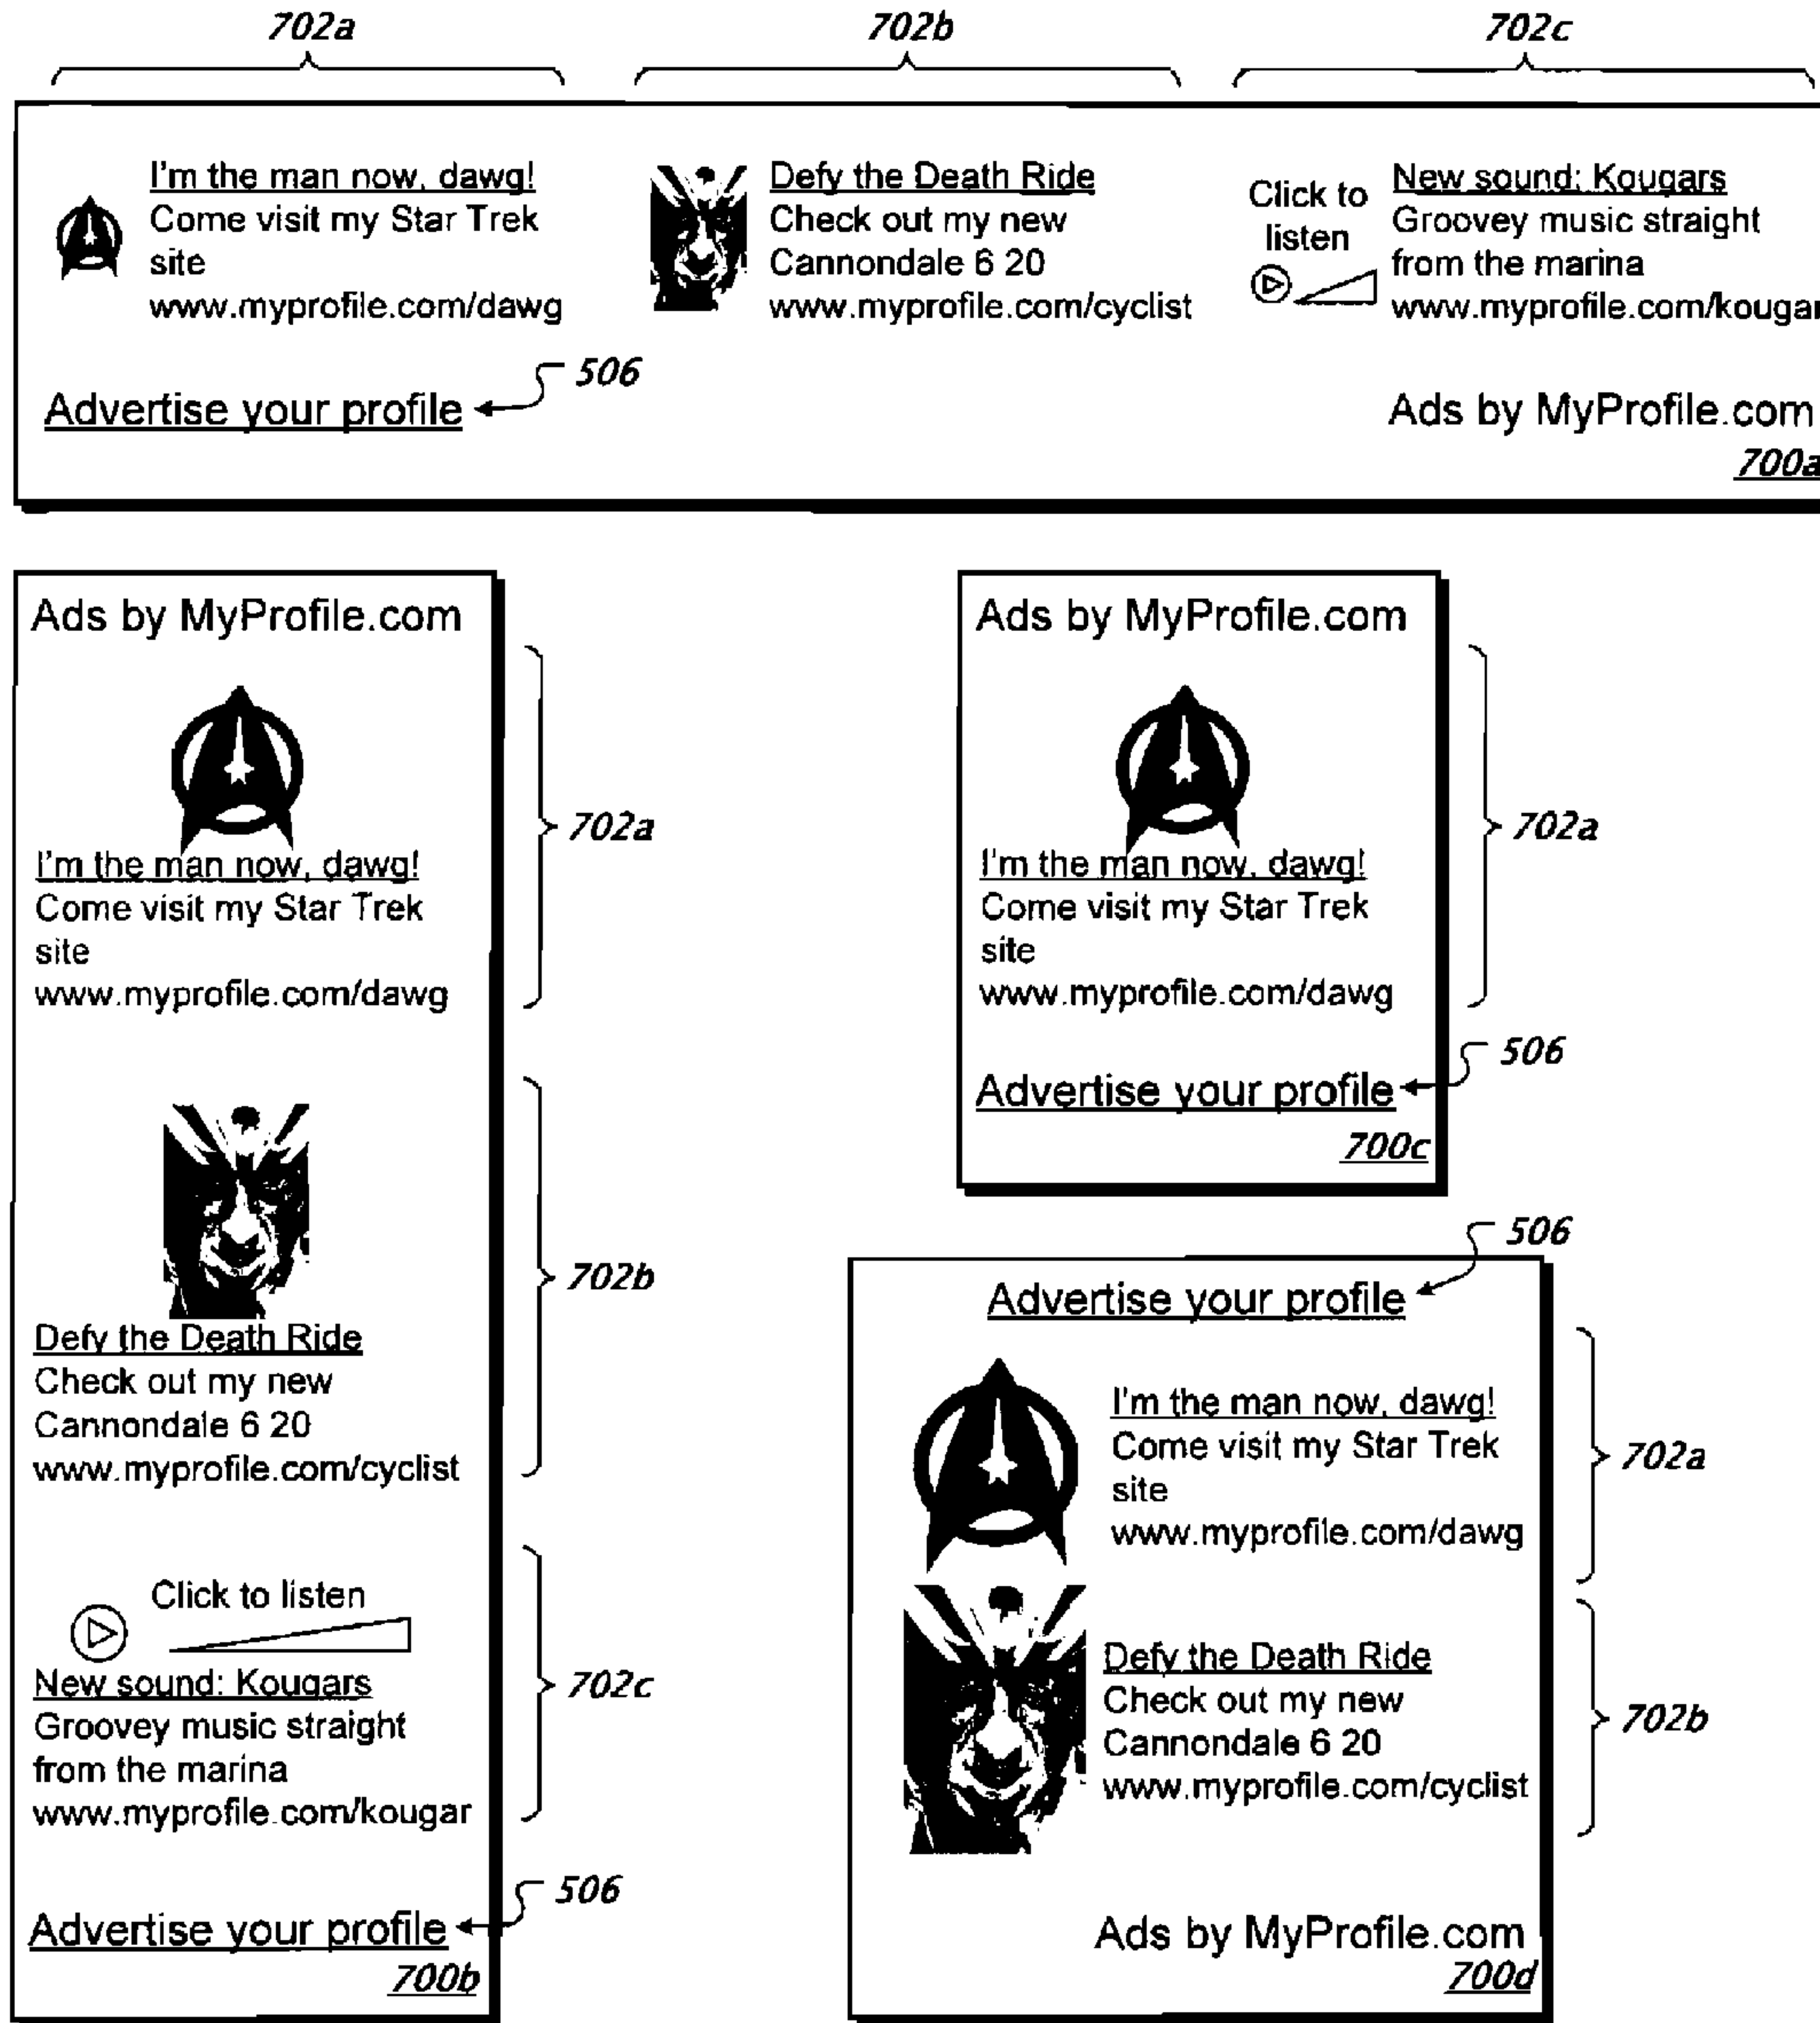 702a
702b
702c
I'm the man now, dawg!
Come visit my Star Trek
site
www.myprofile.com/dawg
Defy the Death Ride
Check out my new
Cannondale 6 20
www.myprofile.com/cyclist
Click to
listen
New sound: Kougars
Groovey music straight
from the marina
www.myprofile.com/kougar
506
Advertise your profile
Ads by MyProfile.com
700a
Ads by MyProfile.com
702a
I'm the man now, dawg!
Come visit my Star Trek
site
www.myprofile.com/dawg
702b
Defy the Death Ride
Check out my new
Cannondale 6 20
www.myprofile.com/cyclist
Click to listen
702c
New sound: Kougars
Groovey music straight
from the marina
www.myprofile.com/kougar
506
Advertise your profile
700b
Ads by MyProfile.com
702a
I'm the man now, dawg!
Come visit my Star Trek
site
www.myprofile.com/dawg
506
Advertise your profile
700c
506
Advertise your profile
I'm the man now, dawg!
Come visit my Star Trek
site
www.myprofile.com/dawg
702a
Defy the Death Ride
Check out my new
Cannondale 6 20
www.myprofile.com/cyclist
702b
Ads by MyProfile.com
700d